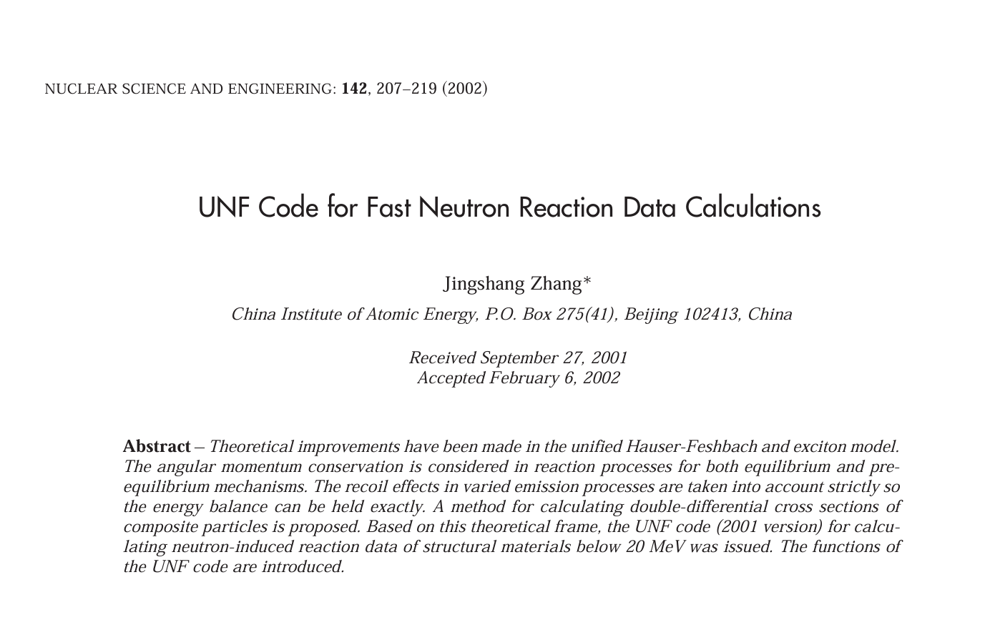 NUCLEAR SCIENCE AND ENGINEERING: 142, 207–219 (2002)
UNF Code for Fast Neutron Reaction Data Calculations
Jingshang Zhang*
China Institute of Atomic Energy, P.O. Box 275(41), Beijing 102413, China
Received September 27, 2001
Accepted February 6, 2002
Abstract – Theoretical improvements have been made in the unified Hauser-Feshbach and exciton model.
The angular momentum conservation is considered in reaction processes for both equilibrium and pre-
equilibrium mechanisms. The recoil effects in varied emission processes are taken into account strictly so
the energy balance can be held exactly. A method for calculating double-differential cross sections of
composite particles is proposed. Based on this theoretical frame, the UNF code (2001 version) for calcu-
lating neutron-induced reaction data of structural materials below 20 MeV was issued. The functions of
the UNF code are introduced.